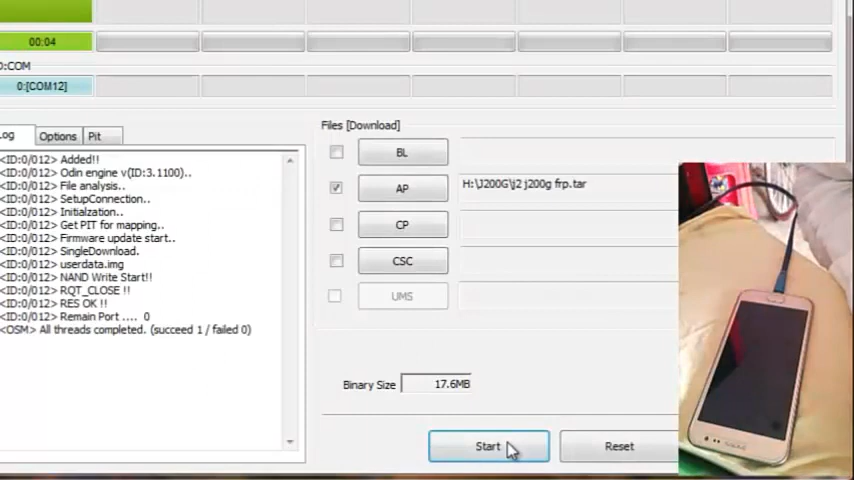 00:04
D:COM
0:[COM12]
Log
Options
Pit
<ID:0/012> Added!!
<ID:0/012> Odin engine v(ID:3.1100)..
<ID:0/012> File analysis..
<ID:0/012> SetupConnection..
<ID:0/012> Initialzation..
<ID:0/012> Get PIT for mapping..
<ID:0/012> Firmware update start..
<ID:0/012> SingleDownload.
<ID:0/012> userdata.img
<ID:0/012> NAND Write Start!!
<ID:0/012> RQT_CLOSE !!
<ID:0/012> RES OK !!
<ID:0/012> Remain Port .... 0
<OSM> All threads completed. (succeed 1 / failed 0)
Files [Download]
BL
AP H:\J200G\j2 j200g frp.tar
CP
CSC
UMS
Binary Size 17.6MB
Start
Reset